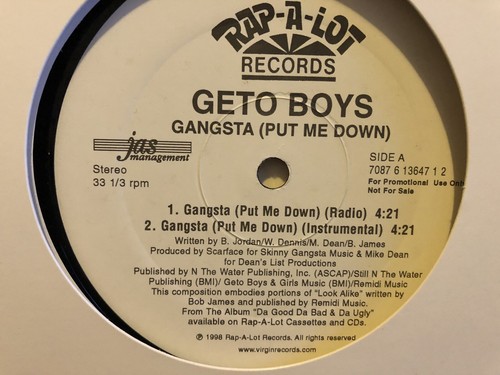 RAP-A-LOT
RECORDS
GETO BOYS
GANGSTA (PUT ME DOWN)
jas
management
Stereo
33 1/3 rpm
SIDE A
7087 6 13647 1 2
For Promotional Use Only
Not For Sale
1. Gangsta (Put Me Down) (Radio) 4:21
2. Gangsta (Put Me Down) (Instrumental) 4:21
Written by B. Jordan/W. Dennis/M. Dean/B. James
Produced by Scarface for Skinny Gangsta Music & Mike Dean
for Dean's List Productions
Published by N The Water Publishing, Inc. (ASCAP)/Still N The Water
Publishing (BMI)/ Geto Boys & Girls Music (BMI)/Remidi Music
This composition embodies portions of "Look Alike" written by
Bob James and published by Remidi Music.
From The Album "Da Good Da Bad & Da Ugly"
available on Rap-A-Lot Cassettes and CDs.
℗ 1998 Rap-A-Lot Records. All rights reserved
www.virginrecords.com